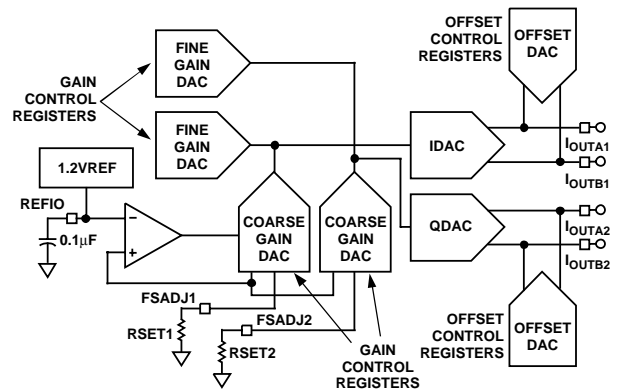 OFFSET
CONTROL
REGISTERS
OFFSET
DAC
FINE
GAIN
DAC
GAIN
CONTROL
REGISTERS
FINE
GAIN
DAC
IDAC
IOUTA1
IOUTB1
1.2VREF
REFIO
0.1μF
−
+
COARSE
GAIN
DAC
COARSE
GAIN
DAC
QDAC
IOUTA2
IOUTB2
FSADJ1
RSET1
FSADJ2
RSET2
GAIN
CONTROL
REGISTERS
OFFSET
CONTROL
REGISTERS
OFFSET
DAC